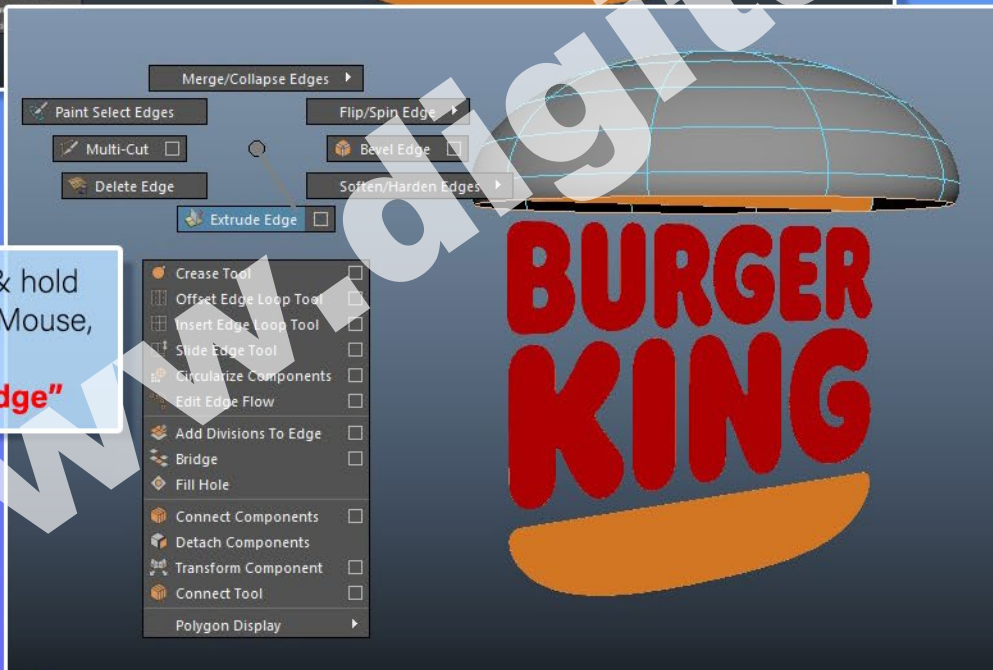 Merge/Collapse Edges
Paint Select Edges
Flip/Spin Edge
Multi-Cut
Bevel Edge
Delete Edge
Soften/Harden Edges
Extrude Edge
& hold
Mouse,
dge"
Crease Tool
Offset Edge Loop Tool
Insert Edge Loop Tool
Slide Edge Tool
Circularize Components
Edit Edge Flow
Add Divisions To Edge
Bridge
Fill Hole
Connect Components
Detach Components
Transform Component
Connect Tool
Polygon Display
BURGER
KING
www.digit